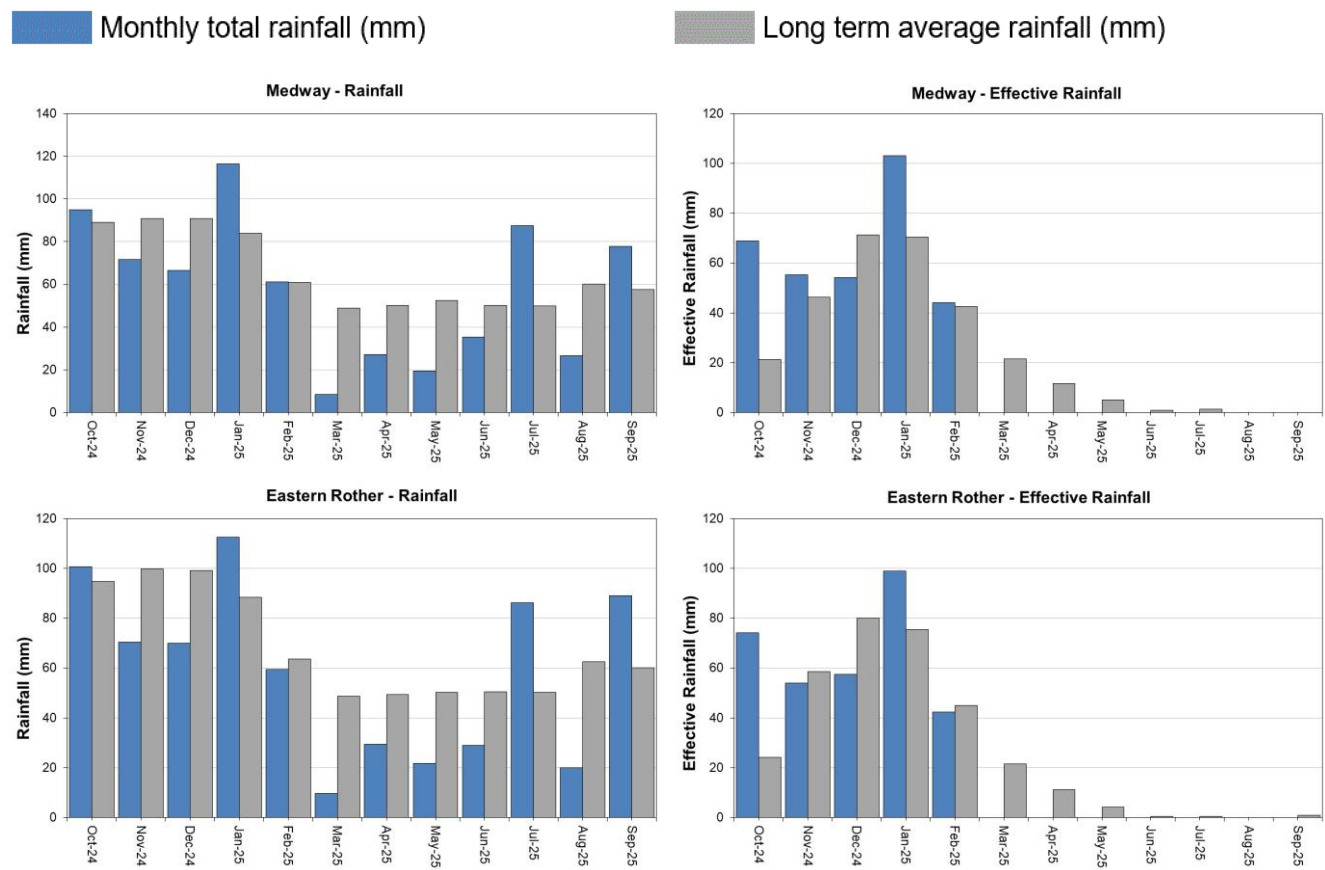 Monthly total rainfall (mm)
Long term average rainfall (mm)
Medway - Rainfall
Rainfall (mm)
140
120
100
80
60
40
20
0
Oct-24
Nov-24
Dec-24
Jan-25
Feb-25
Mar-25
Apr-25
May-25
Jun-25
Jul-25
Aug-25
Sep-25
Medway - Effective Rainfall
Effective Rainfall (mm)
120
100
80
60
40
20
0
Oct-24
Nov-24
Dec-24
Jan-25
Feb-25
Mar-25
Apr-25
May-25
Jun-25
Jul-25
Aug-25
Sep-25
Eastern Rother - Rainfall
Rainfall (mm)
120
100
80
60
40
20
0
Oct-24
Nov-24
Dec-24
Jan-25
Feb-25
Mar-25
Apr-25
May-25
Jun-25
Jul-25
Aug-25
Sep-25
Eastern Rother - Effective Rainfall
Effective Rainfall (mm)
120
100
80
60
40
20
0
Oct-24
Nov-24
Dec-24
Jan-25
Feb-25
Mar-25
Apr-25
May-25
Jun-25
Jul-25
Aug-25
Sep-25